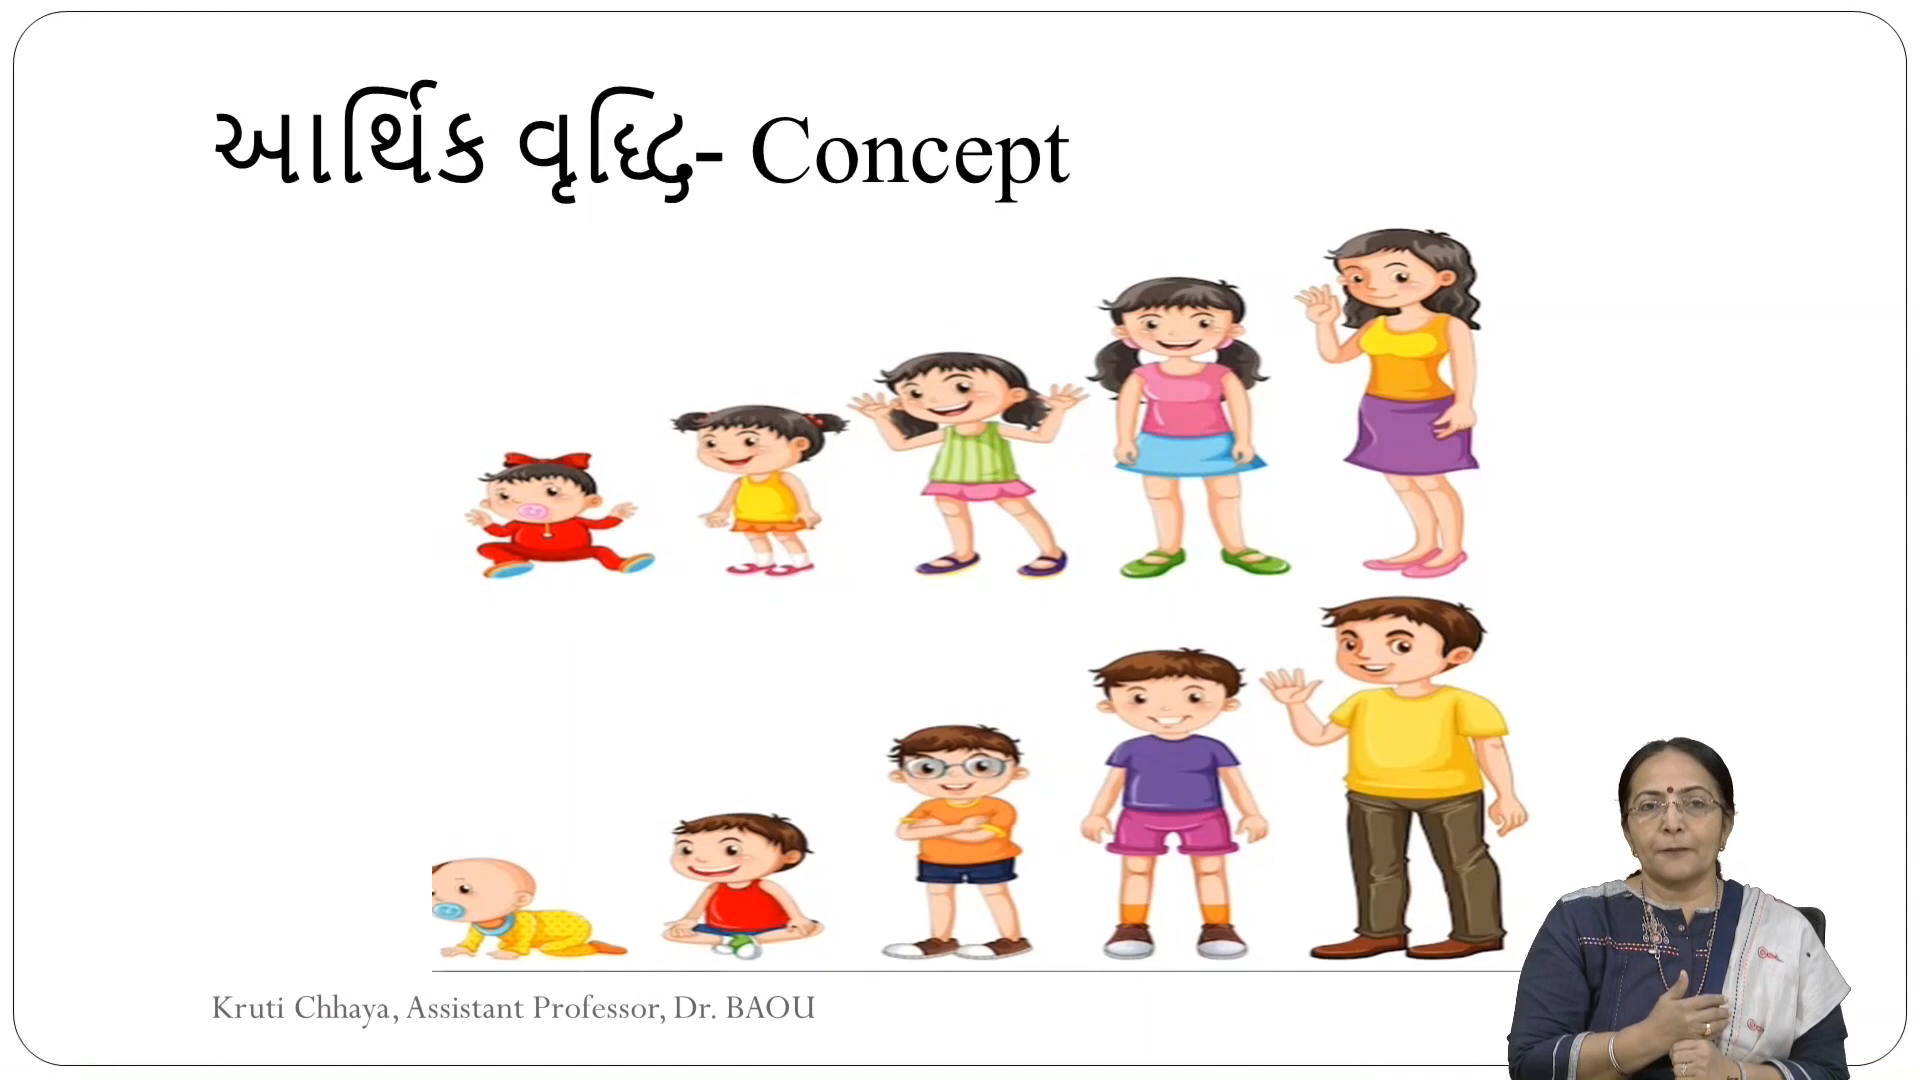 આર્થિક વૃદ્ધિ- Concept
Kruti Chhaya, Assistant Professor, Dr. BAOU